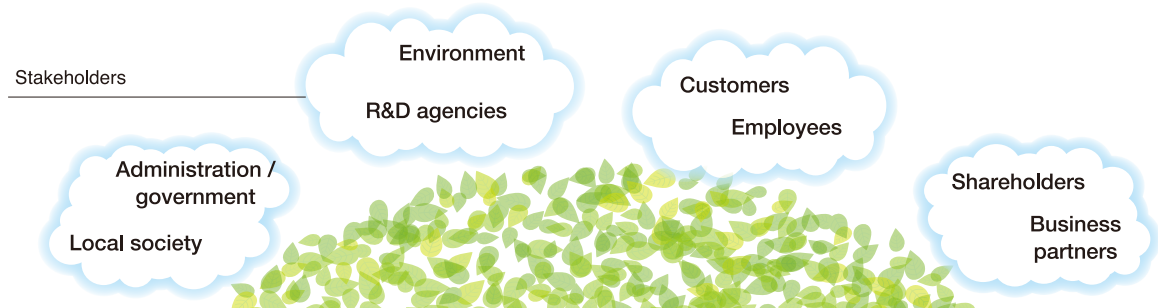 Stakeholders
Environment
R&D agencies
Customers
Employees
Administration /
government
Local society
Shareholders
Business
partners